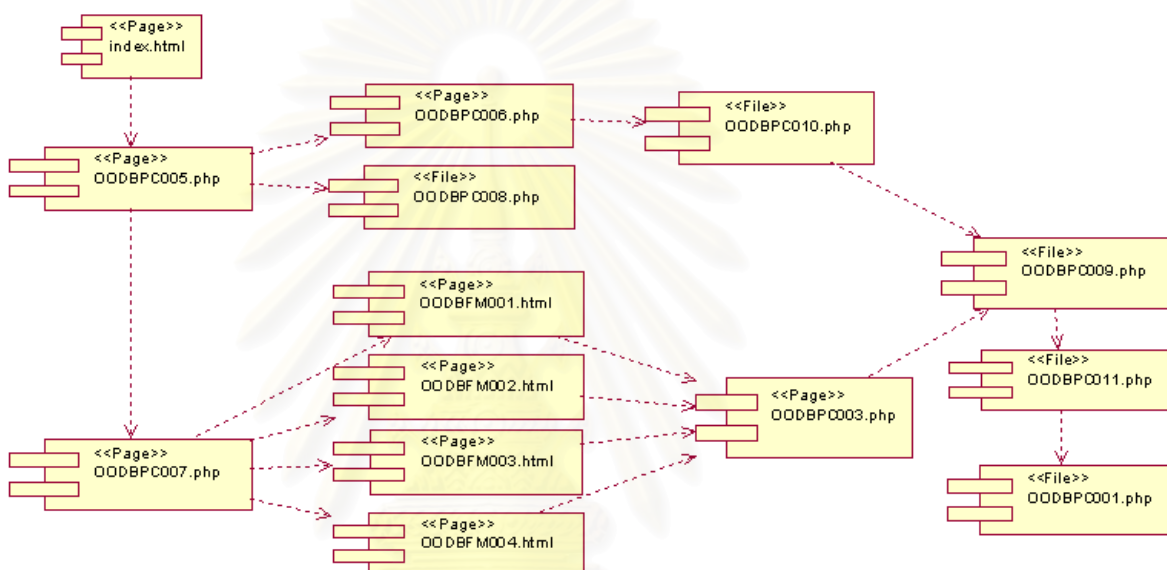 <<Page>>
index.html
<<Page>>
OODBPC006.php
<<File>>
OODBPC010.php
<<Page>>
OODBPC005.php
<<File>>
OODBPC008.php
<<File>>
OODBPC009.php
<<Page>>
OODBFM001.html
<<Page>>
OODBFM002.html
<<File>>
OODBPC011.php
<<Page>>
OODBPC003.php
<<Page>>
OODBPC007.php
<<Page>>
OODBFM003.html
<<File>>
OODBPC001.php
<<Page>>
OODBFM004.html